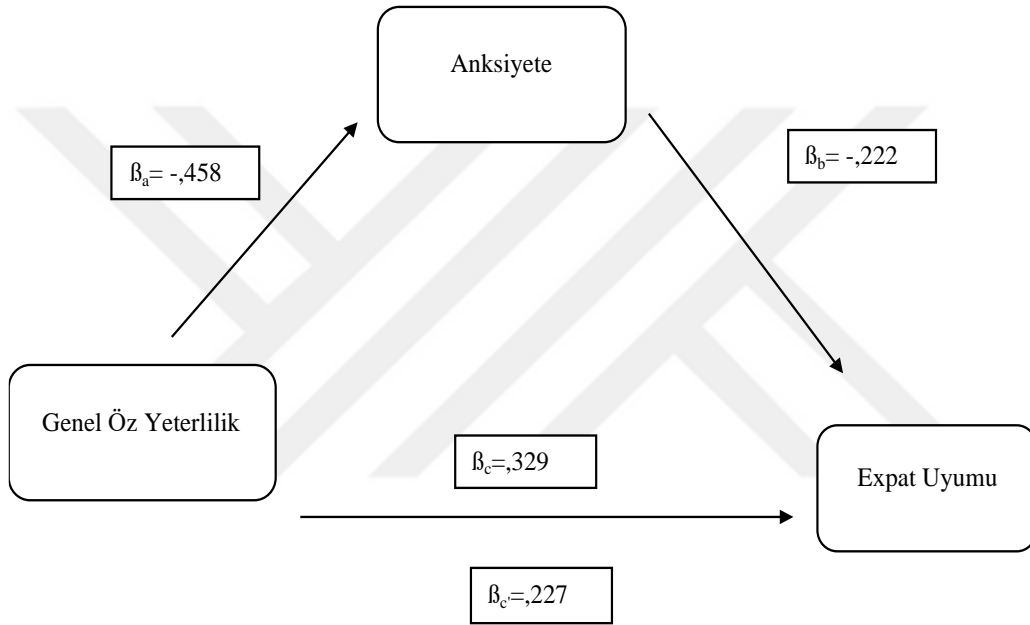 Anksiyete
ßa= -,458
ßb= -,222
Genel Öz Yeterlilik
ßc=,329
Expat Uyumu
ßc'=,227